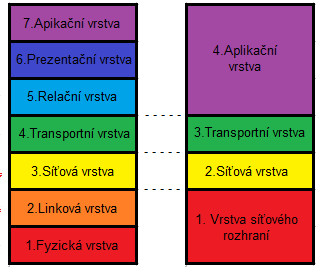 7.Apikační vrstva
6.Prezentační vrstva
5.Relační vrstva
4.Transportní vrstva
3.Síťová vrstva
2.Linková vrstva
1.Fyzická vrstva
4.Aplikační
vrstva
3.Transportní vrstva
2.Síťová vrstva
1. Vrstva síťového
rozhraní